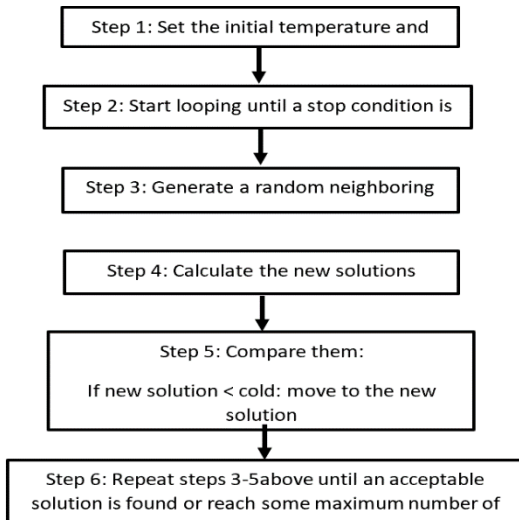 Step 1: Set the initial temperature and
Step 2: Start looping until a stop condition is
Step 3: Generate a random neighboring
Step 4: Calculate the new solutions
Step 5: Compare them:
If new solution < cold: move to the new
solution
Step 6: Repeat steps 3-5above until an acceptable
solution is found or reach some maximum number of